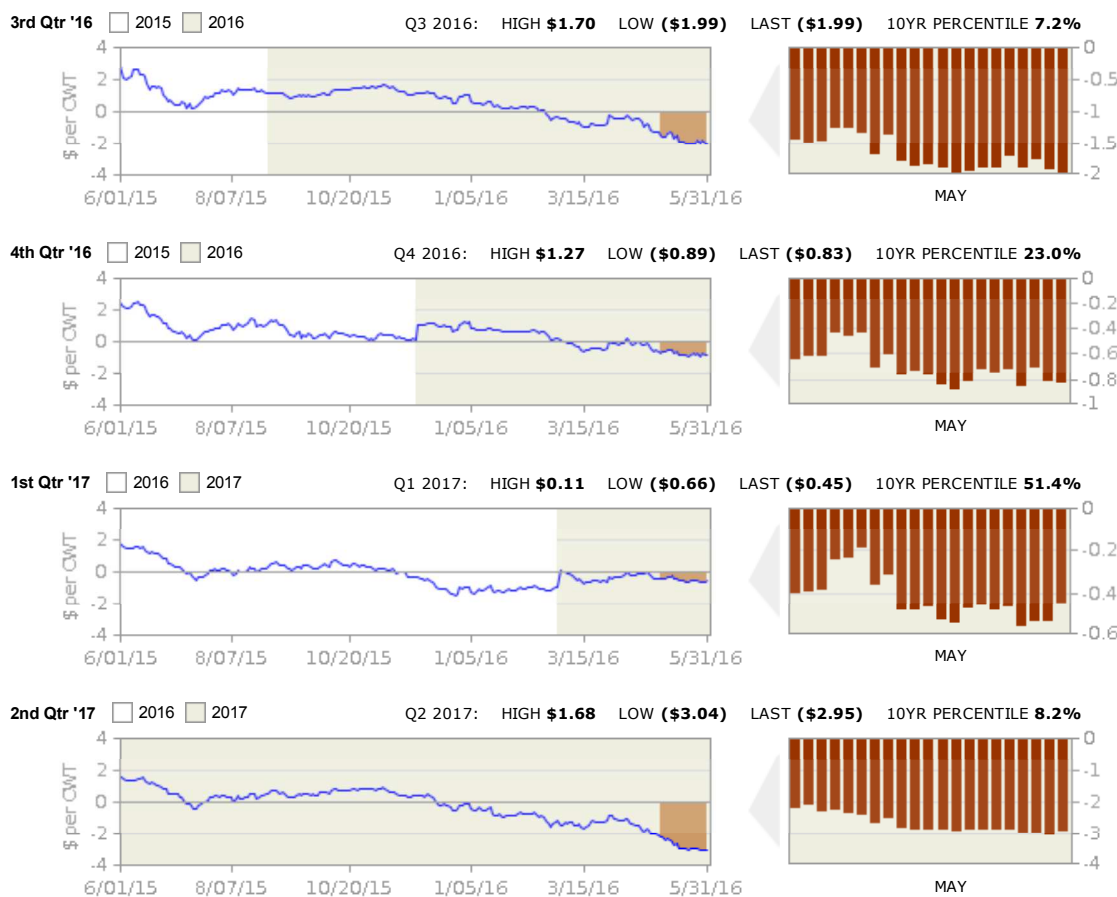 3rd Qtr '16 2015 2016 Q3 2016: HIGH $1.70 LOW ($1.99) LAST ($1.99) 10YR PERCENTILE 7.2%
$ per CWT
4
2
0
-2
-4
6/01/15 8/07/15 10/20/15 1/05/16 3/15/16 5/31/16
0
-0.5
-1
-1.5
-2
MAY
4th Qtr '16 2015 2016 Q4 2016: HIGH $1.27 LOW ($0.89) LAST ($0.83) 10YR PERCENTILE 23.0%
$ per CWT
4
2
0
-2
-4
6/01/15 8/07/15 10/20/15 1/05/16 3/15/16 5/31/16
0
-0.2
-0.4
-0.6
-0.8
-1
MAY
1st Qtr '17 2016 2017 Q1 2017: HIGH $0.11 LOW ($0.66) LAST ($0.45) 10YR PERCENTILE 51.4%
$ per CWT
4
2
0
-2
-4
6/01/15 8/07/15 10/20/15 1/05/16 3/15/16 5/31/16
0
-0.2
-0.4
-0.6
MAY
2nd Qtr '17 2016 2017 Q2 2017: HIGH $1.68 LOW ($3.04) LAST ($2.95) 10YR PERCENTILE 8.2%
$ per CWT
4
2
0
-2
-4
6/01/15 8/07/15 10/20/15 1/05/16 3/15/16 5/31/16
0
-1
-2
-3
-4
MAY